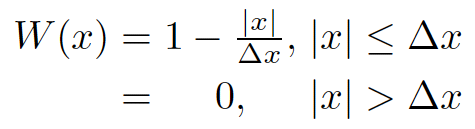 W(x) = 1 − |x|/Δx, |x| ≤ Δx
= 0, |x| > Δx